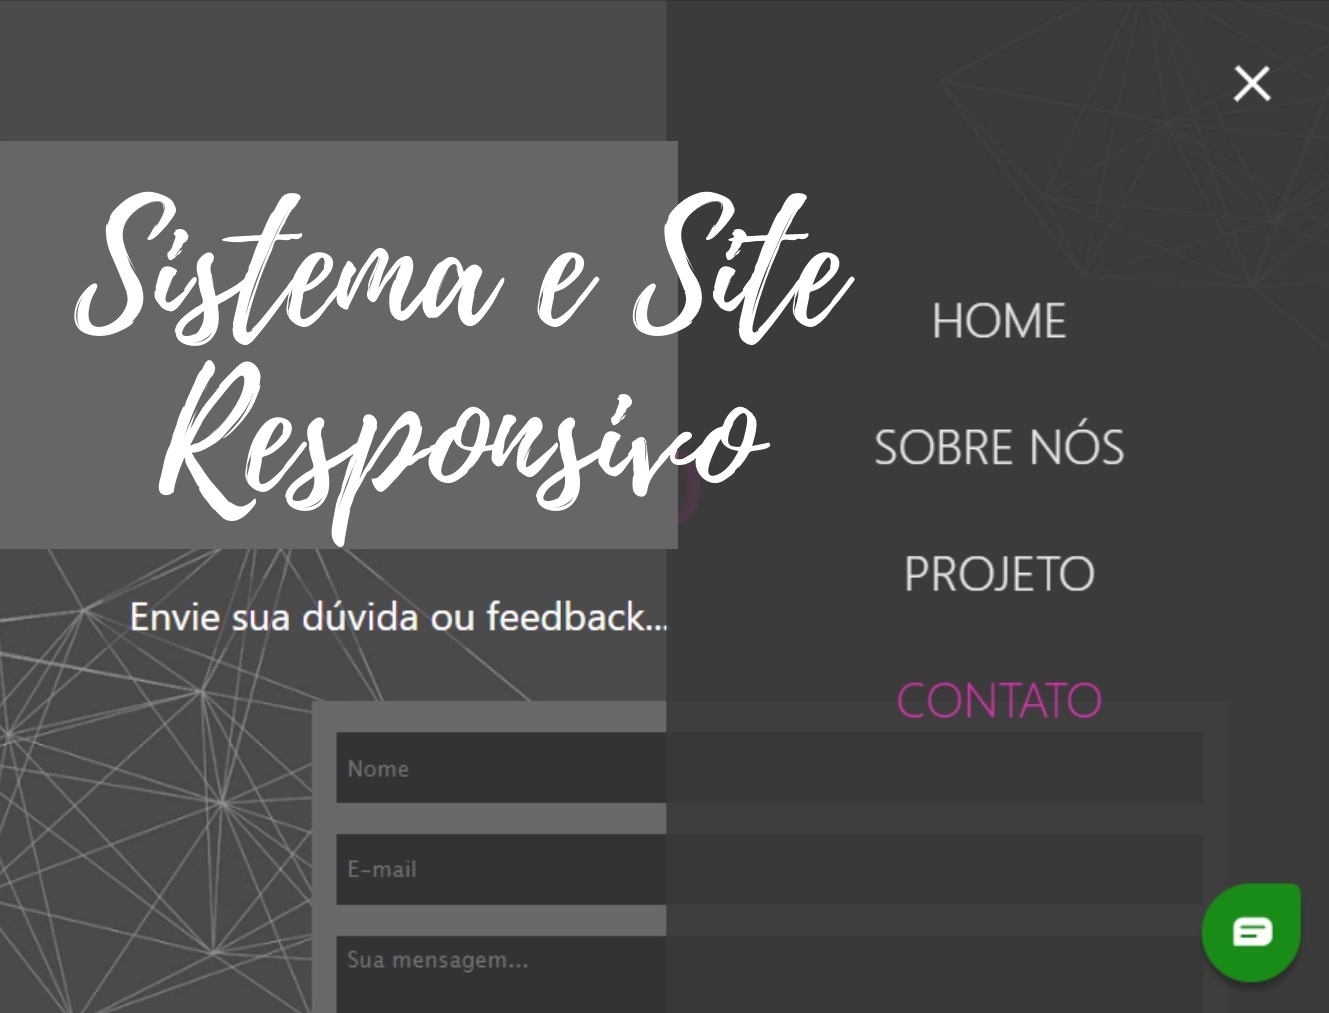 Sistema e Site
Responsivo
HOME
SOBRE NÓS
PROJETO
CONTATO
Envie sua dúvida ou feedback...
Nome
E-mail
Sua mensagem...